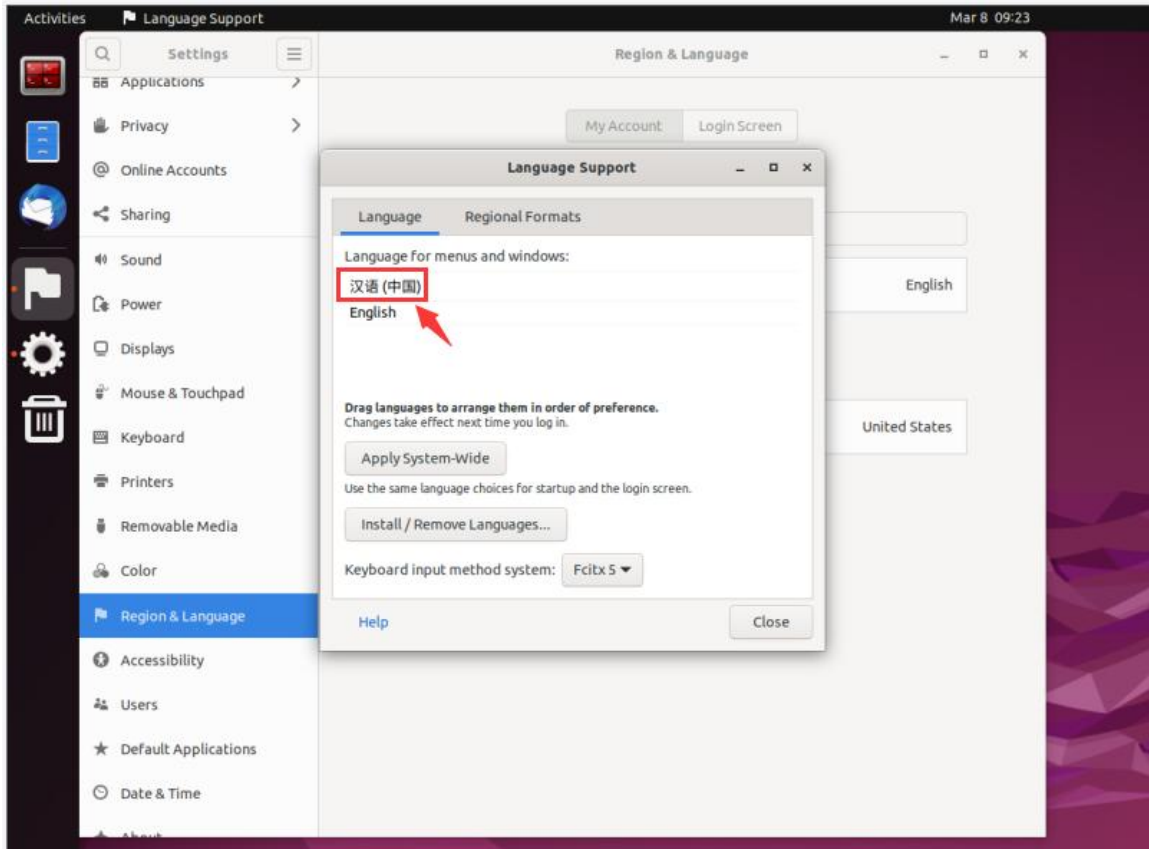 Activities Language Support Mar 8 09:23
Settings Region & Language
Applications
Privacy
My Account Login Screen
Online Accounts
Sharing
Sound
Power
Displays
Mouse & Touchpad
Keyboard
Printers
Removable Media
Color
Region & Language
Accessibility
Users
Default Applications
Date & Time
About
Language Support
Language Regional Formats
Language for menus and windows:
汉语 (中国)
English
Drag languages to arrange them in order of preference.
Changes take effect next time you log in.
Apply System-Wide
Use the same language choices for startup and the login screen.
Install / Remove Languages...
Keyboard input method system: Fcitx 5
Help Close
English
United States